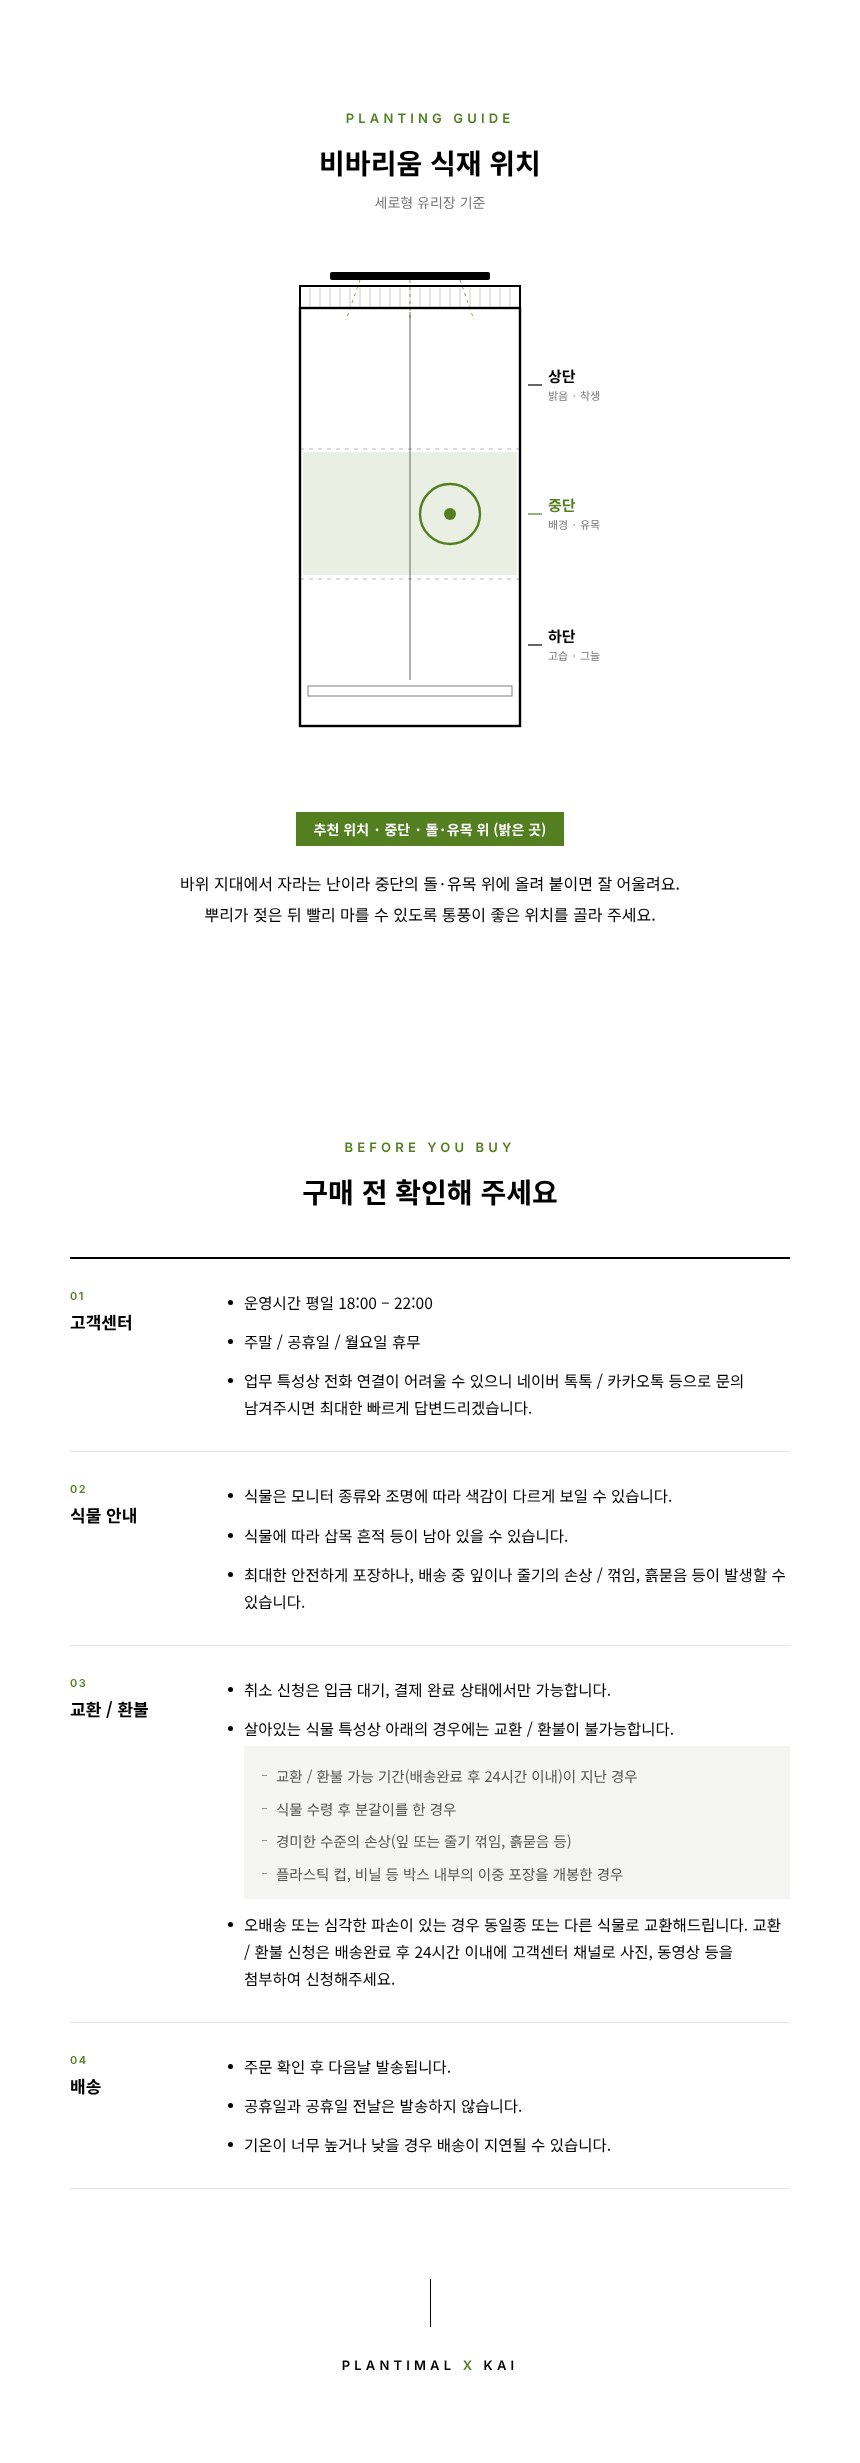 PLANTING GUIDE
비바리움 식재 위치
세로형 유리장 기준
상단
밝음 · 착생
중단
배경 · 유목
하단
고습 · 그늘
추천 위치 · 중단 · 돌·유목 위 (밝은 곳)
바위 지대에서 자라는 난이라 중단의 돌·유목 위에 올려 붙이면 잘 어울려요.
뿌리가 젖은 뒤 빨리 마를 수 있도록 통풍이 좋은 위치를 골라 주세요.
BEFORE YOU BUY
구매 전 확인해 주세요
01
고객센터
• 운영시간 평일 18:00 – 22:00
• 주말 / 공휴일 / 월요일 휴무
• 업무 특성상 전화 연결이 어려울 수 있으니 네이버 톡톡 / 카카오톡 등으로 문의
남겨주시면 최대한 빠르게 답변드리겠습니다.
02
식물 안내
• 식물은 모니터 종류와 조명에 따라 색감이 다르게 보일 수 있습니다.
• 식물에 따라 삽목 흔적 등이 남아 있을 수 있습니다.
• 최대한 안전하게 포장하나, 배송 중 잎이나 줄기의 손상 / 꺾임, 흙묻음 등이 발생할 수
있습니다.
03
교환 / 환불
• 취소 신청은 입금 대기, 결제 완료 상태에서만 가능합니다.
• 살아있는 식물 특성상 아래의 경우에는 교환 / 환불이 불가능합니다.
– 교환 / 환불 가능 기간(배송완료 후 24시간 이내)이 지난 경우
– 식물 수령 후 분갈이를 한 경우
– 경미한 수준의 손상(잎 또는 줄기 꺾임, 흙묻음 등)
– 플라스틱 컵, 비닐 등 박스 내부의 이중 포장을 개봉한 경우
• 오배송 또는 심각한 파손이 있는 경우 동일종 또는 다른 식물로 교환해드립니다. 교환
/ 환불 신청은 배송완료 후 24시간 이내에 고객센터 채널로 사진, 동영상 등을
첨부하여 신청해주세요.
04
배송
• 주문 확인 후 다음날 발송됩니다.
• 공휴일과 공휴일 전날은 발송하지 않습니다.
• 기온이 너무 높거나 낮을 경우 배송이 지연될 수 있습니다.
PLANTIMAL X KAI